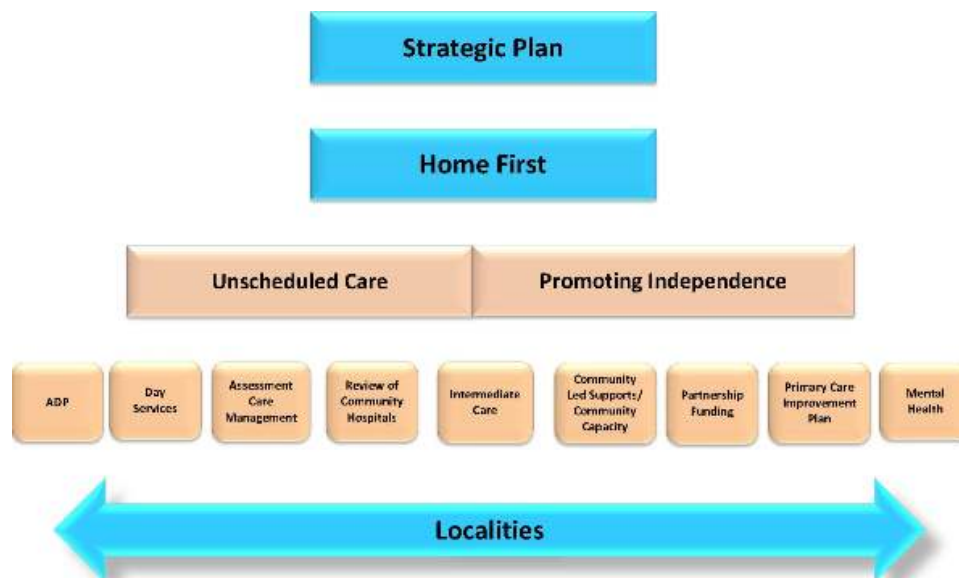 Strategic Plan
Home First
Unscheduled Care
Promoting Independence
ADP
Day
Services
Assessment
Care
Management
Review of
Community
Hospitals
Intermediate
Care
Community
Led Supports/
Community
Capacity
Partnership
Funding
Primary Care
Improvement
Plan
Mental
Health
Localities